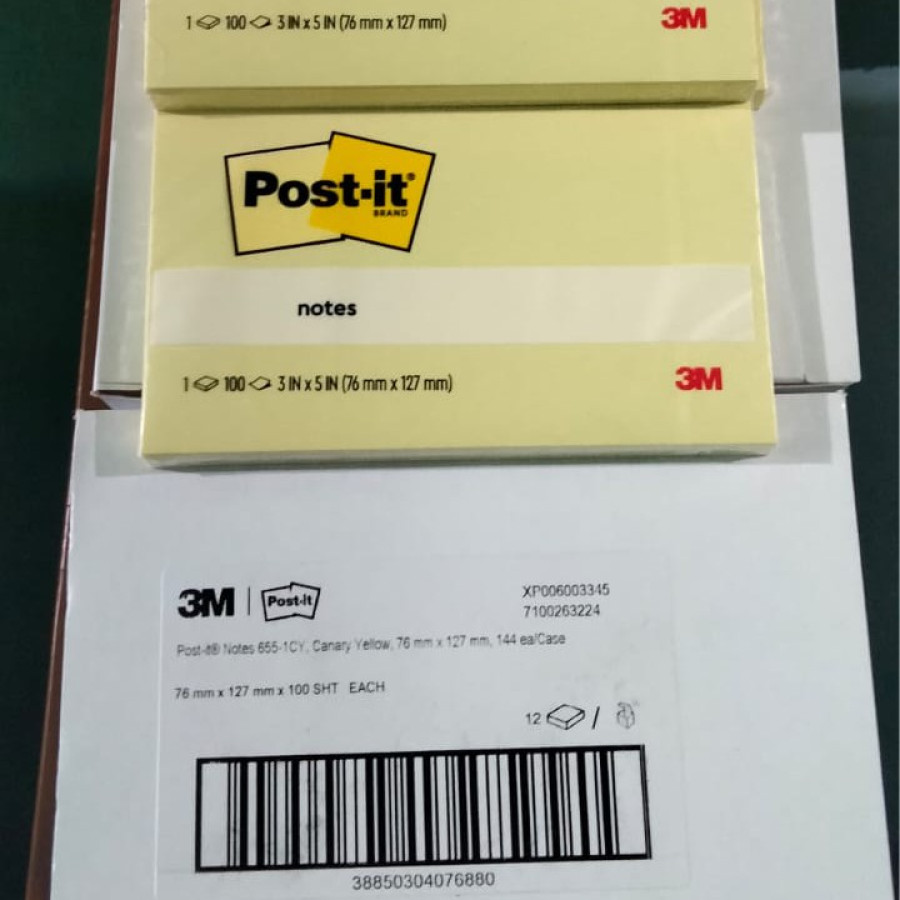 1 100 3 IN x 5 IN (76 mm x 127 mm) 3M
Post-it®
BRAND
notes
1 100 3 IN x 5 IN (76 mm x 127 mm) 3M
3M | Post-it
XP006003345
7100263224
Post-it® Notes 655-1CY, Canary Yellow, 76 mm x 127 mm, 144 ea/Case
76 mm x 127 mm x 100 SHT EACH
12 /
38850304076880